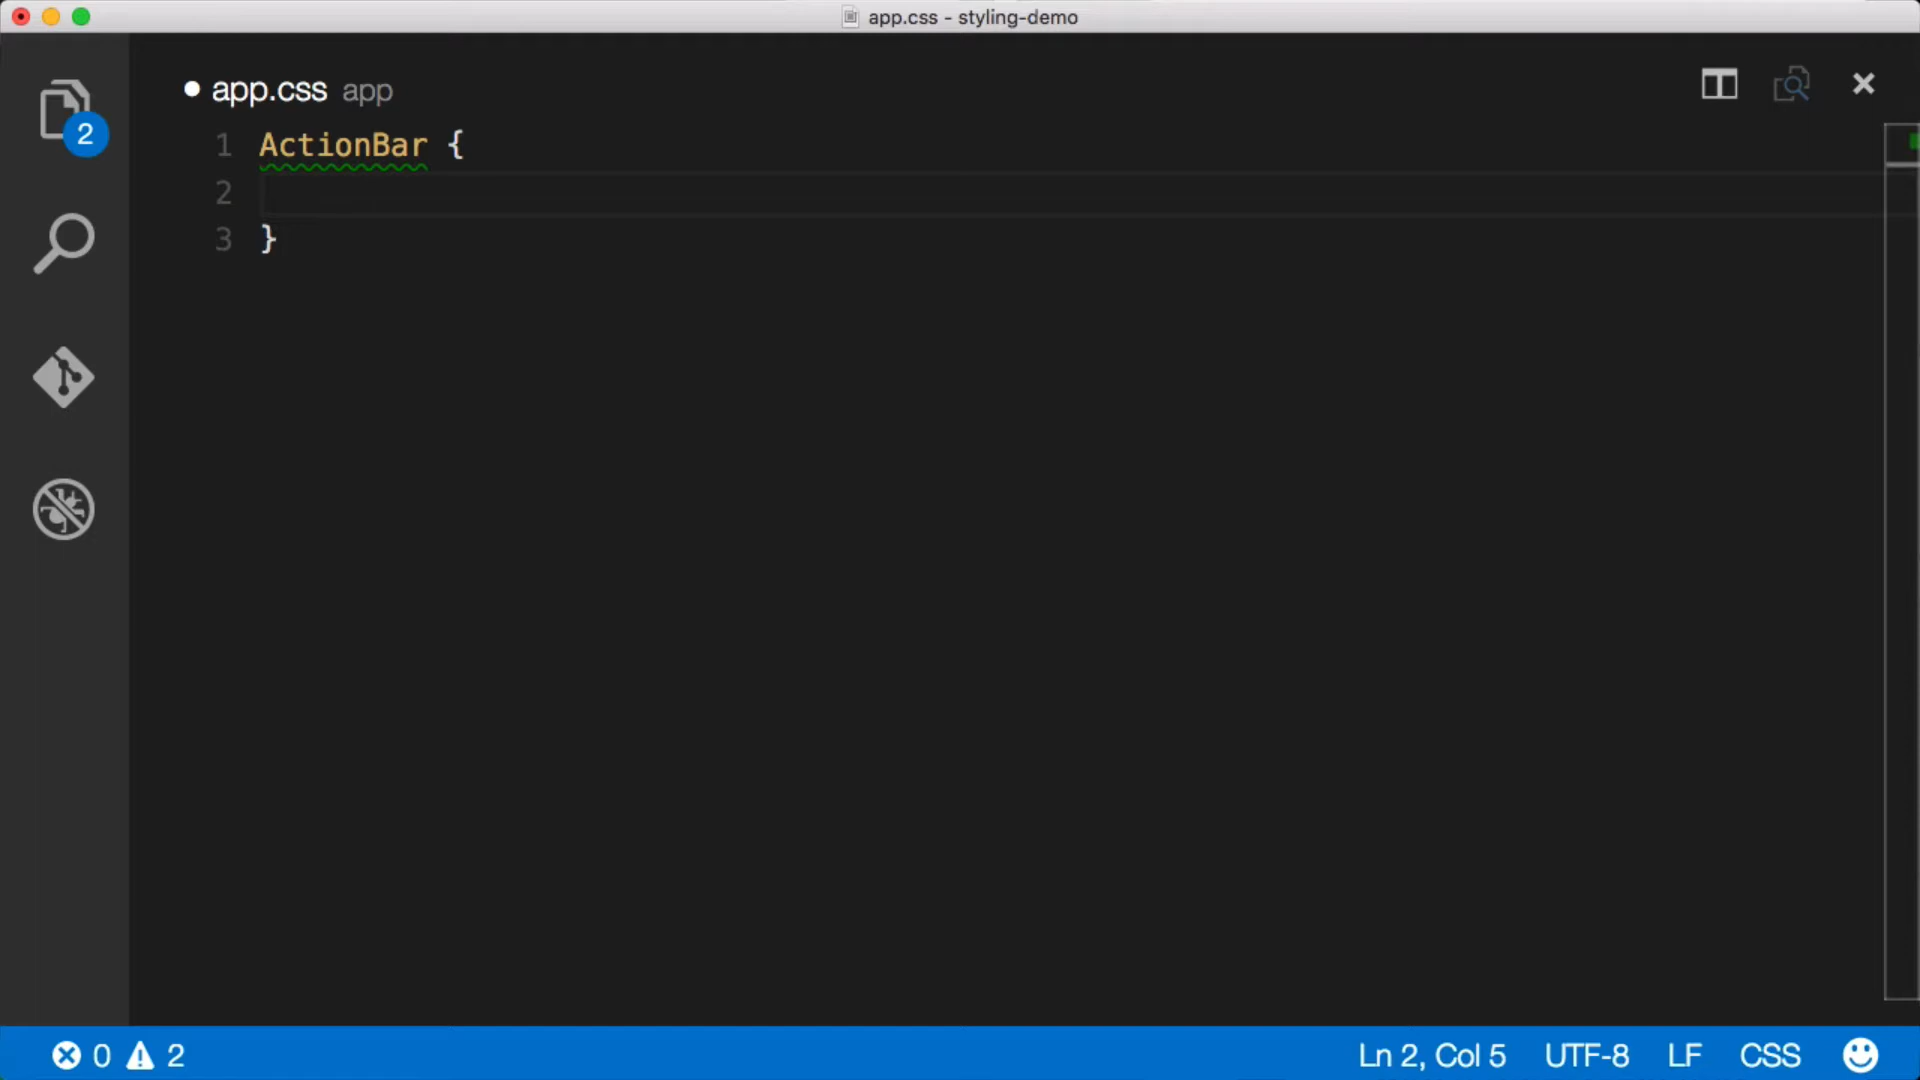 app.css - styling-demo
app.css app
2
1 ActionBar {
2
3 }
0 2
Ln 2, Col 5 UTF-8 LF CSS